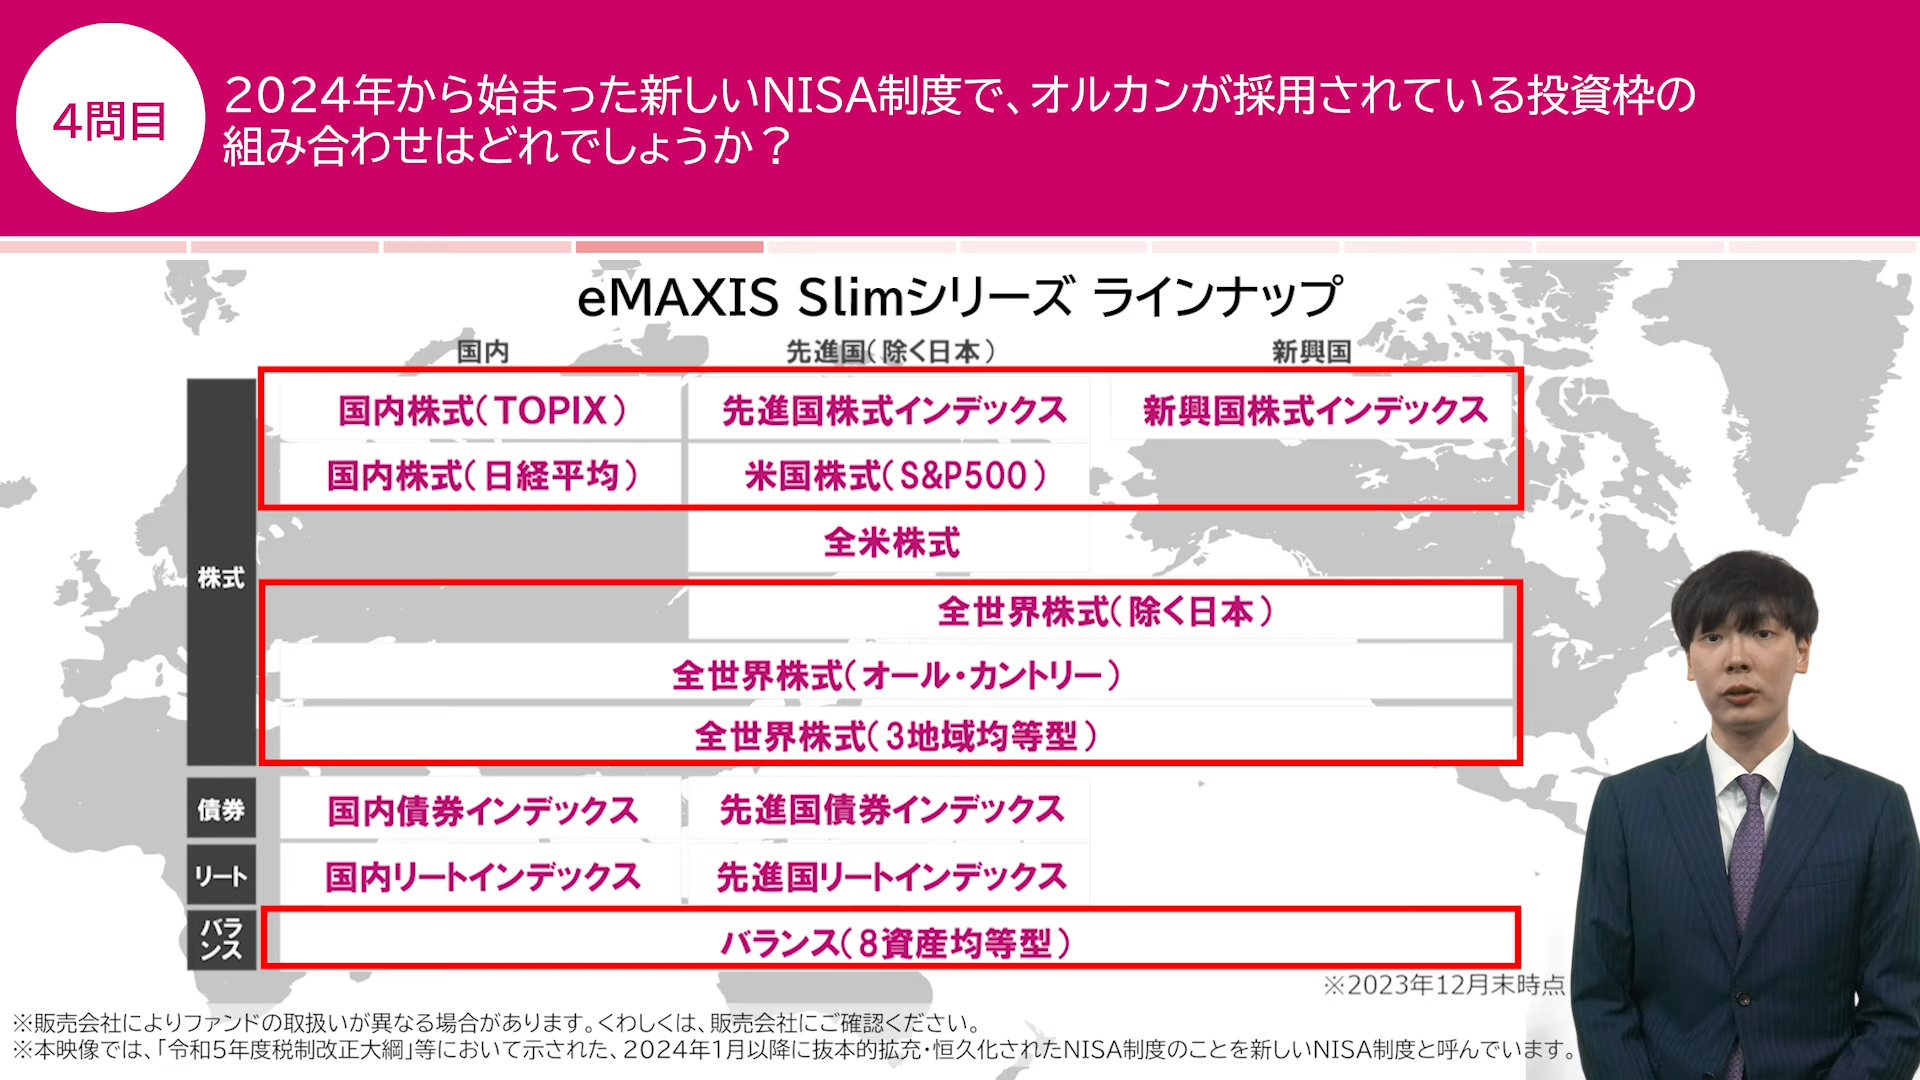 4問目
2024年から始まった新しいNISA制度で、オルカンが採用されている投資枠の
組み合わせはどれでしょうか？
eMAXIS Slimシリーズ ラインナップ
国内 先進国（除く日本） 新興国
株式
国内株式（TOPIX） 先進国株式インデックス 新興国株式インデックス
国内株式（日経平均） 米国株式（S&P500）
全米株式
全世界株式（除く日本）
全世界株式（オール・カントリー）
全世界株式（3地域均等型）
債券 国内債券インデックス 先進国債券インデックス
リート 国内リートインデックス 先進国リートインデックス
バラ
ンス
バランス（8資産均等型）
※2023年12月末時点
※販売会社によりファンドの取扱いが異なる場合があります。くわしくは、販売会社にご確認ください。
※本映像では、「令和5年度税制改正大綱」等において示された、2024年1月以降に抜本的拡充・恒久化されたNISA制度のことを新しいNISA制度と呼んでいます。